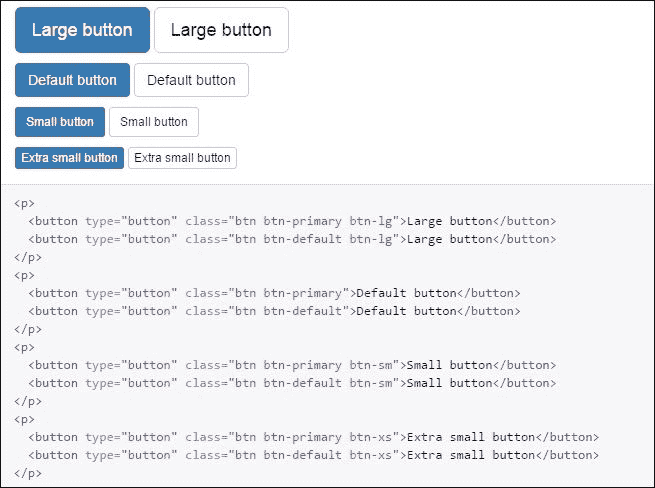 Large button Large button
Default button Default button
Small button Small button
Extra small button Extra small button
<p>
  <button type="button" class="btn btn-primary btn-lg">Large button</button>
  <button type="button" class="btn btn-default btn-lg">Large button</button>
</p>
<p>
  <button type="button" class="btn btn-primary">Default button</button>
  <button type="button" class="btn btn-default">Default button</button>
</p>
<p>
  <button type="button" class="btn btn-primary btn-sm">Small button</button>
  <button type="button" class="btn btn-default btn-sm">Small button</button>
</p>
<p>
  <button type="button" class="btn btn-primary btn-xs">Extra small button</button>
  <button type="button" class="btn btn-default btn-xs">Extra small button</button>
</p>